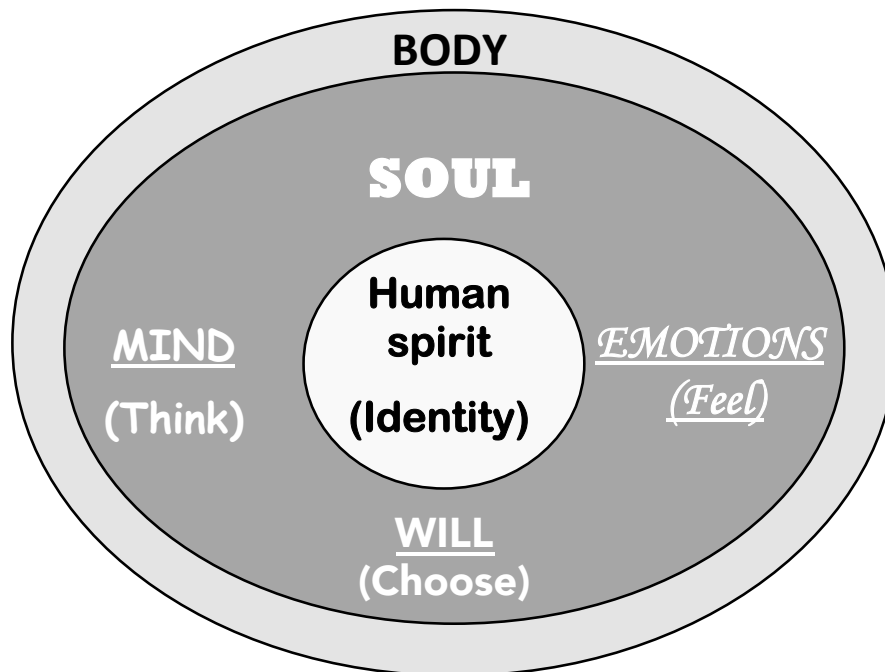 BODY
SOUL
Human
spirit
(Identity)
MIND
(Think)
EMOTIONS
(Feel)
WILL
(Choose)